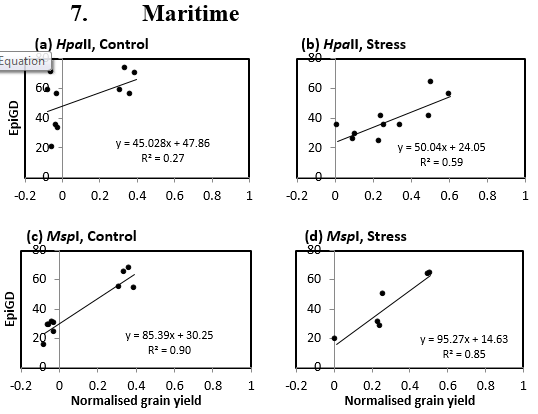 7. Maritime
(a) HpaII, Control
(b) HpaII, Stress
Equation
80
60
40
20
0
EpiGD
y = 45.028x + 47.86
R² = 0.27
-0.2 0 0.2 0.4 0.6 0.8 1
80
60
40
20
0
y = 50.04x + 24.05
R² = 0.59
-0.2 0 0.2 0.4 0.6 0.8 1
(c) MspI, Control
(d) MspI, Stress
80
60
40
20
0
EpiGD
y = 85.39x + 30.25
R² = 0.90
-0.2 0 0.2 0.4 0.6 0.8 1
Normalised grain yield
80
60
40
20
0
y = 95.27x + 14.63
R² = 0.85
-0.2 0 0.2 0.4 0.6 0.8 1
Normalised grain yield